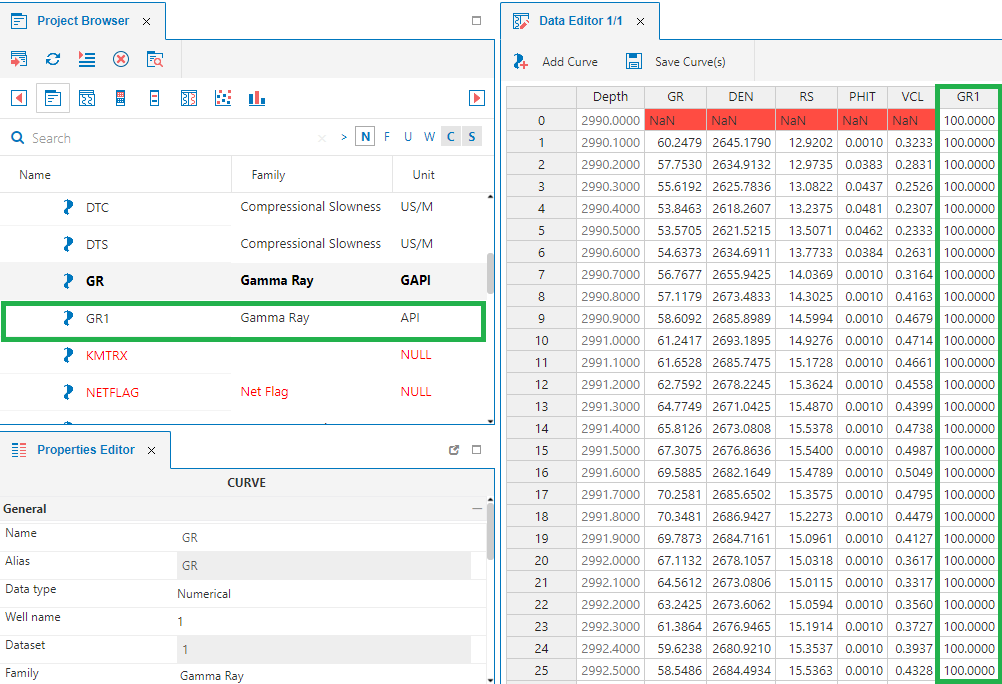 Project Browser
Search
> N F U W C S
Name Family Unit
DTC Compressional Slowness US/M
DTS Compressional Slowness US/M
GR Gamma Ray GAPI
GR1 Gamma Ray API
KMTRX NULL
NETFLAG Net Flag NULL
Properties Editor
CURVE
General
Name GR
Alias GR
Data type Numerical
Well name 1
Dataset 1
Family Gamma Ray
Data Editor 1/1
Add Curve Save Curve(s)
Depth GR DEN RS PHIT VCL GR1
0 2990.0000 NaN NaN NaN NaN NaN 100.0000
1 2990.1000 60.2479 2645.1790 12.9202 0.0010 0.3233 100.0000
2 2990.2000 57.7530 2634.9132 12.9735 0.0383 0.2831 100.0000
3 2990.3000 55.6192 2625.7836 13.0822 0.0437 0.2526 100.0000
4 2990.4000 53.8463 2618.2607 13.2375 0.0481 0.2307 100.0000
5 2990.5000 53.5705 2621.5215 13.5071 0.0462 0.2333 100.0000
6 2990.6000 54.6373 2634.6911 13.7733 0.0384 0.2631 100.0000
7 2990.7000 56.7677 2655.9425 14.0369 0.0010 0.3164 100.0000
8 2990.8000 57.1179 2673.4833 14.3025 0.0010 0.4163 100.0000
9 2990.9000 58.6092 2685.8989 14.5994 0.0010 0.4679 100.0000
10 2991.0000 61.2417 2693.1895 14.9276 0.0010 0.4714 100.0000
11 2991.1000 61.6528 2685.7475 15.1728 0.0010 0.4661 100.0000
12 2991.2000 62.7592 2678.2245 15.3624 0.0010 0.4558 100.0000
13 2991.3000 64.7749 2671.0425 15.4870 0.0010 0.4399 100.0000
14 2991.4000 65.8126 2673.0808 15.5378 0.0010 0.4738 100.0000
15 2991.5000 67.3075 2676.8636 15.5400 0.0010 0.4987 100.0000
16 2991.6000 69.5885 2682.1649 15.4789 0.0010 0.5049 100.0000
17 2991.7000 70.2581 2685.6502 15.3575 0.0010 0.4795 100.0000
18 2991.8000 70.3481 2686.9427 15.2273 0.0010 0.4479 100.0000
19 2991.9000 69.7873 2684.7161 15.0961 0.0010 0.4127 100.0000
20 2992.0000 67.1132 2678.1057 15.0318 0.0010 0.3617 100.0000
21 2992.1000 64.5612 2673.0806 15.0115 0.0010 0.3317 100.0000
22 2992.2000 63.2425 2673.6062 15.0594 0.0010 0.3560 100.0000
23 2992.3000 61.3864 2676.9465 15.1914 0.0010 0.3727 100.0000
24 2992.4000 59.6238 2680.9210 15.3537 0.0010 0.3937 100.0000
25 2992.5000 58.5486 2684.4934 15.5363 0.0010 0.4328 100.0000